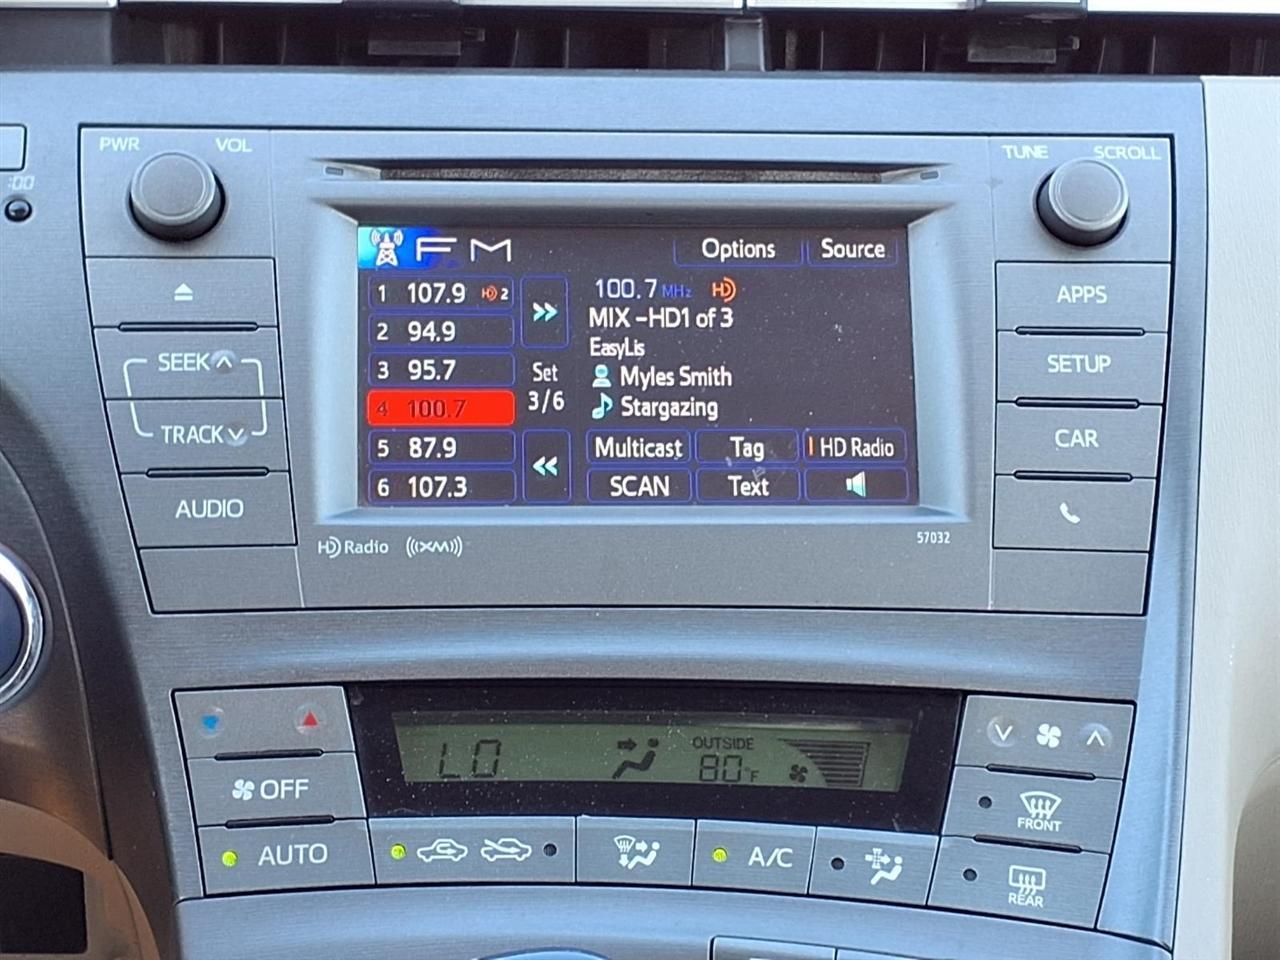 PWR VOL
TUNE SCROLL
:00
FM Options Source
1 107.9 HD 2
2 94.9
3 95.7
4 100.7
5 87.9
6 107.3
Set
3/6
100.7 MHz HD
MIX -HD1 of 3
EasyLis
Myles Smith
Stargazing
Multicast Tag HD Radio
SCAN Text
SEEK
TRACK
AUDIO
APPS
SETUP
CAR
HD Radio ((XM))
57032
LO
OUTSIDE
80°F
OFF
AUTO
A/C
FRONT
REAR